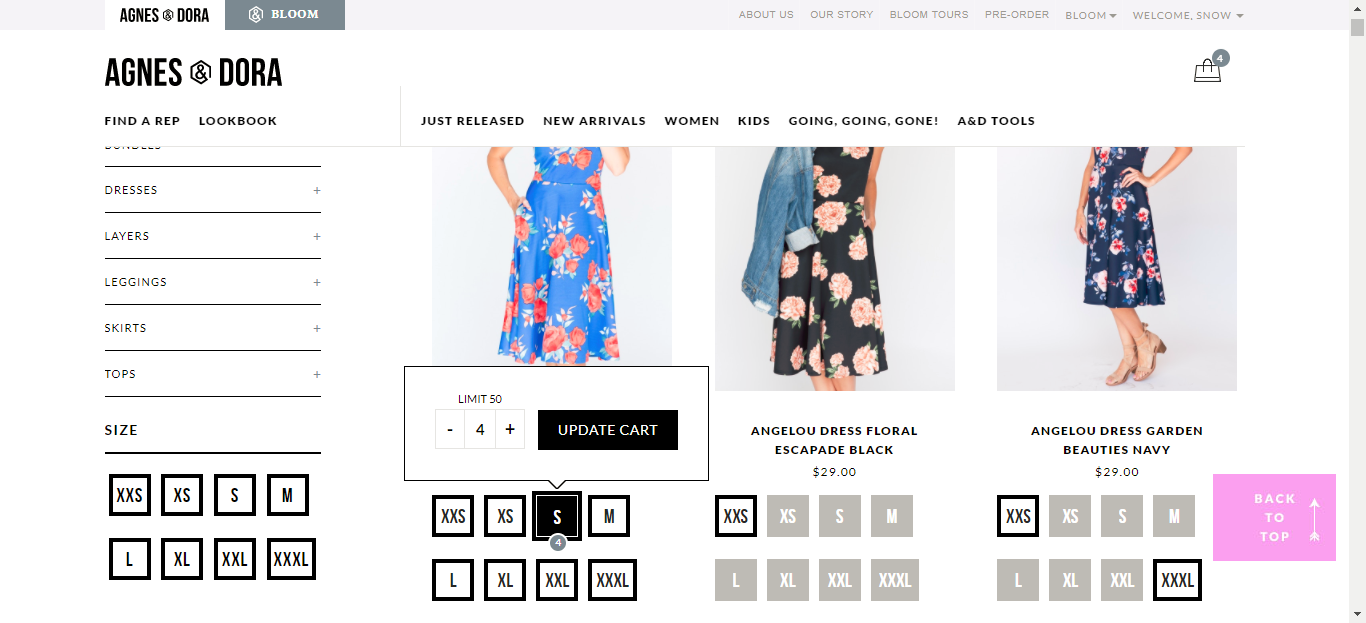 AGNES & DORA
BLOOM
ABOUT US
OUR STORY
BLOOM TOURS
PRE-ORDER
BLOOM
WELCOME, SNOW
AGNES & DORA
4
FIND A REP
LOOKBOOK
JUST RELEASED
NEW ARRIVALS
WOMEN
KIDS
GOING, GOING, GONE!
A&D TOOLS
BUNDLES
DRESSES +
LAYERS +
LEGGINGS +
SKIRTS +
TOPS +
SIZE
XXS XS S M
L XL XXL XXXL
LIMIT 50
- 4 + UPDATE CART
XXS XS S M
4
L XL XXL XXXL
ANGELOU DRESS FLORAL
ESCAPADE BLACK
$29.00
XXS XS S M
L XL XXL XXXL
ANGELOU DRESS GARDEN
BEAUTIES NAVY
$29.00
XXS XS S M
L XL XXL XXXL
BACK
TO
TOP